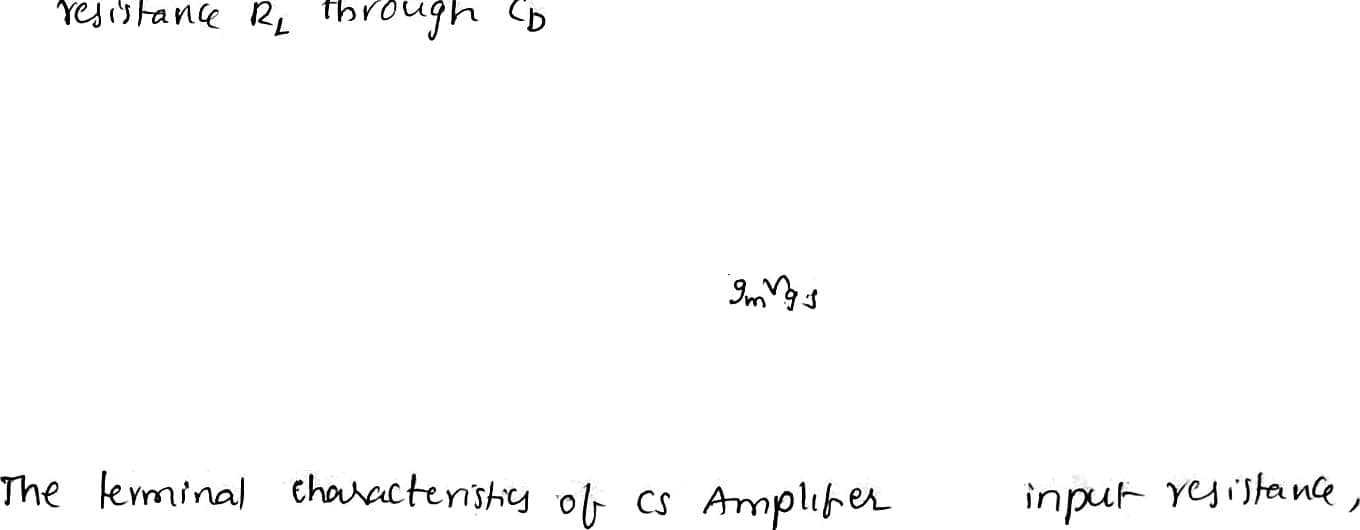 resistance R_L through C_D
g_m V_gs
The terminal characteristics of CS Amplifier input resistance,